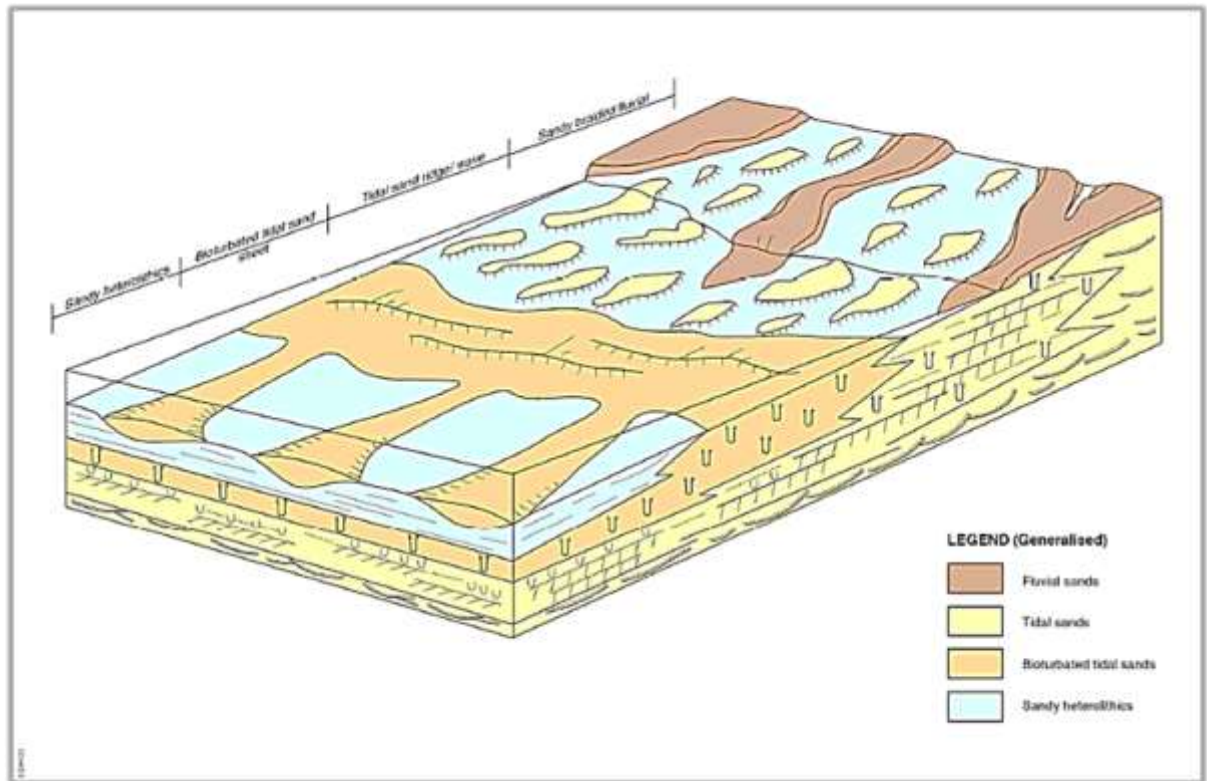 Sandy braided fluvial
Tidal sand ridge/ wave
Bioturbated tidal sand
sheet
Sandy heterolithics
LEGEND (Generalised)
Fluvial sands
Tidal sands
Bioturbated tidal sands
Sandy heterolithics